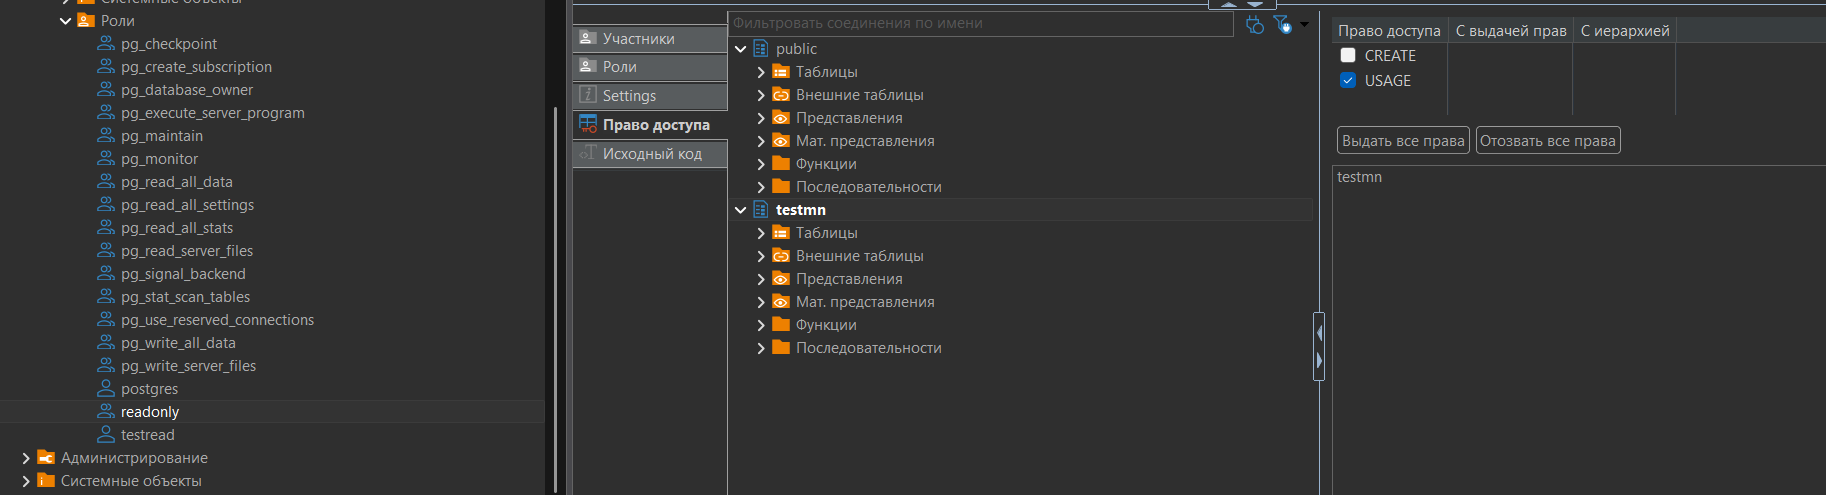 Системные объекты
Роли
pg_checkpoint
pg_create_subscription
pg_database_owner
pg_execute_server_program
pg_maintain
pg_monitor
pg_read_all_data
pg_read_all_settings
pg_read_all_stats
pg_read_server_files
pg_signal_backend
pg_stat_scan_tables
pg_use_reserved_connections
pg_write_all_data
pg_write_server_files
postgres
readonly
testread
Администрирование
Системные объекты
Участники
Роли
Settings
Право доступа
Исходный код
Фильтровать соединения по имени
public
Таблицы
Внешние таблицы
Представления
Мат. представления
Функции
Последовательности
testmn
Таблицы
Внешние таблицы
Представления
Мат. представления
Функции
Последовательности
Право доступа С выдачей прав С иерархией
CREATE
USAGE
Выдать все права Отозвать все права
testmn